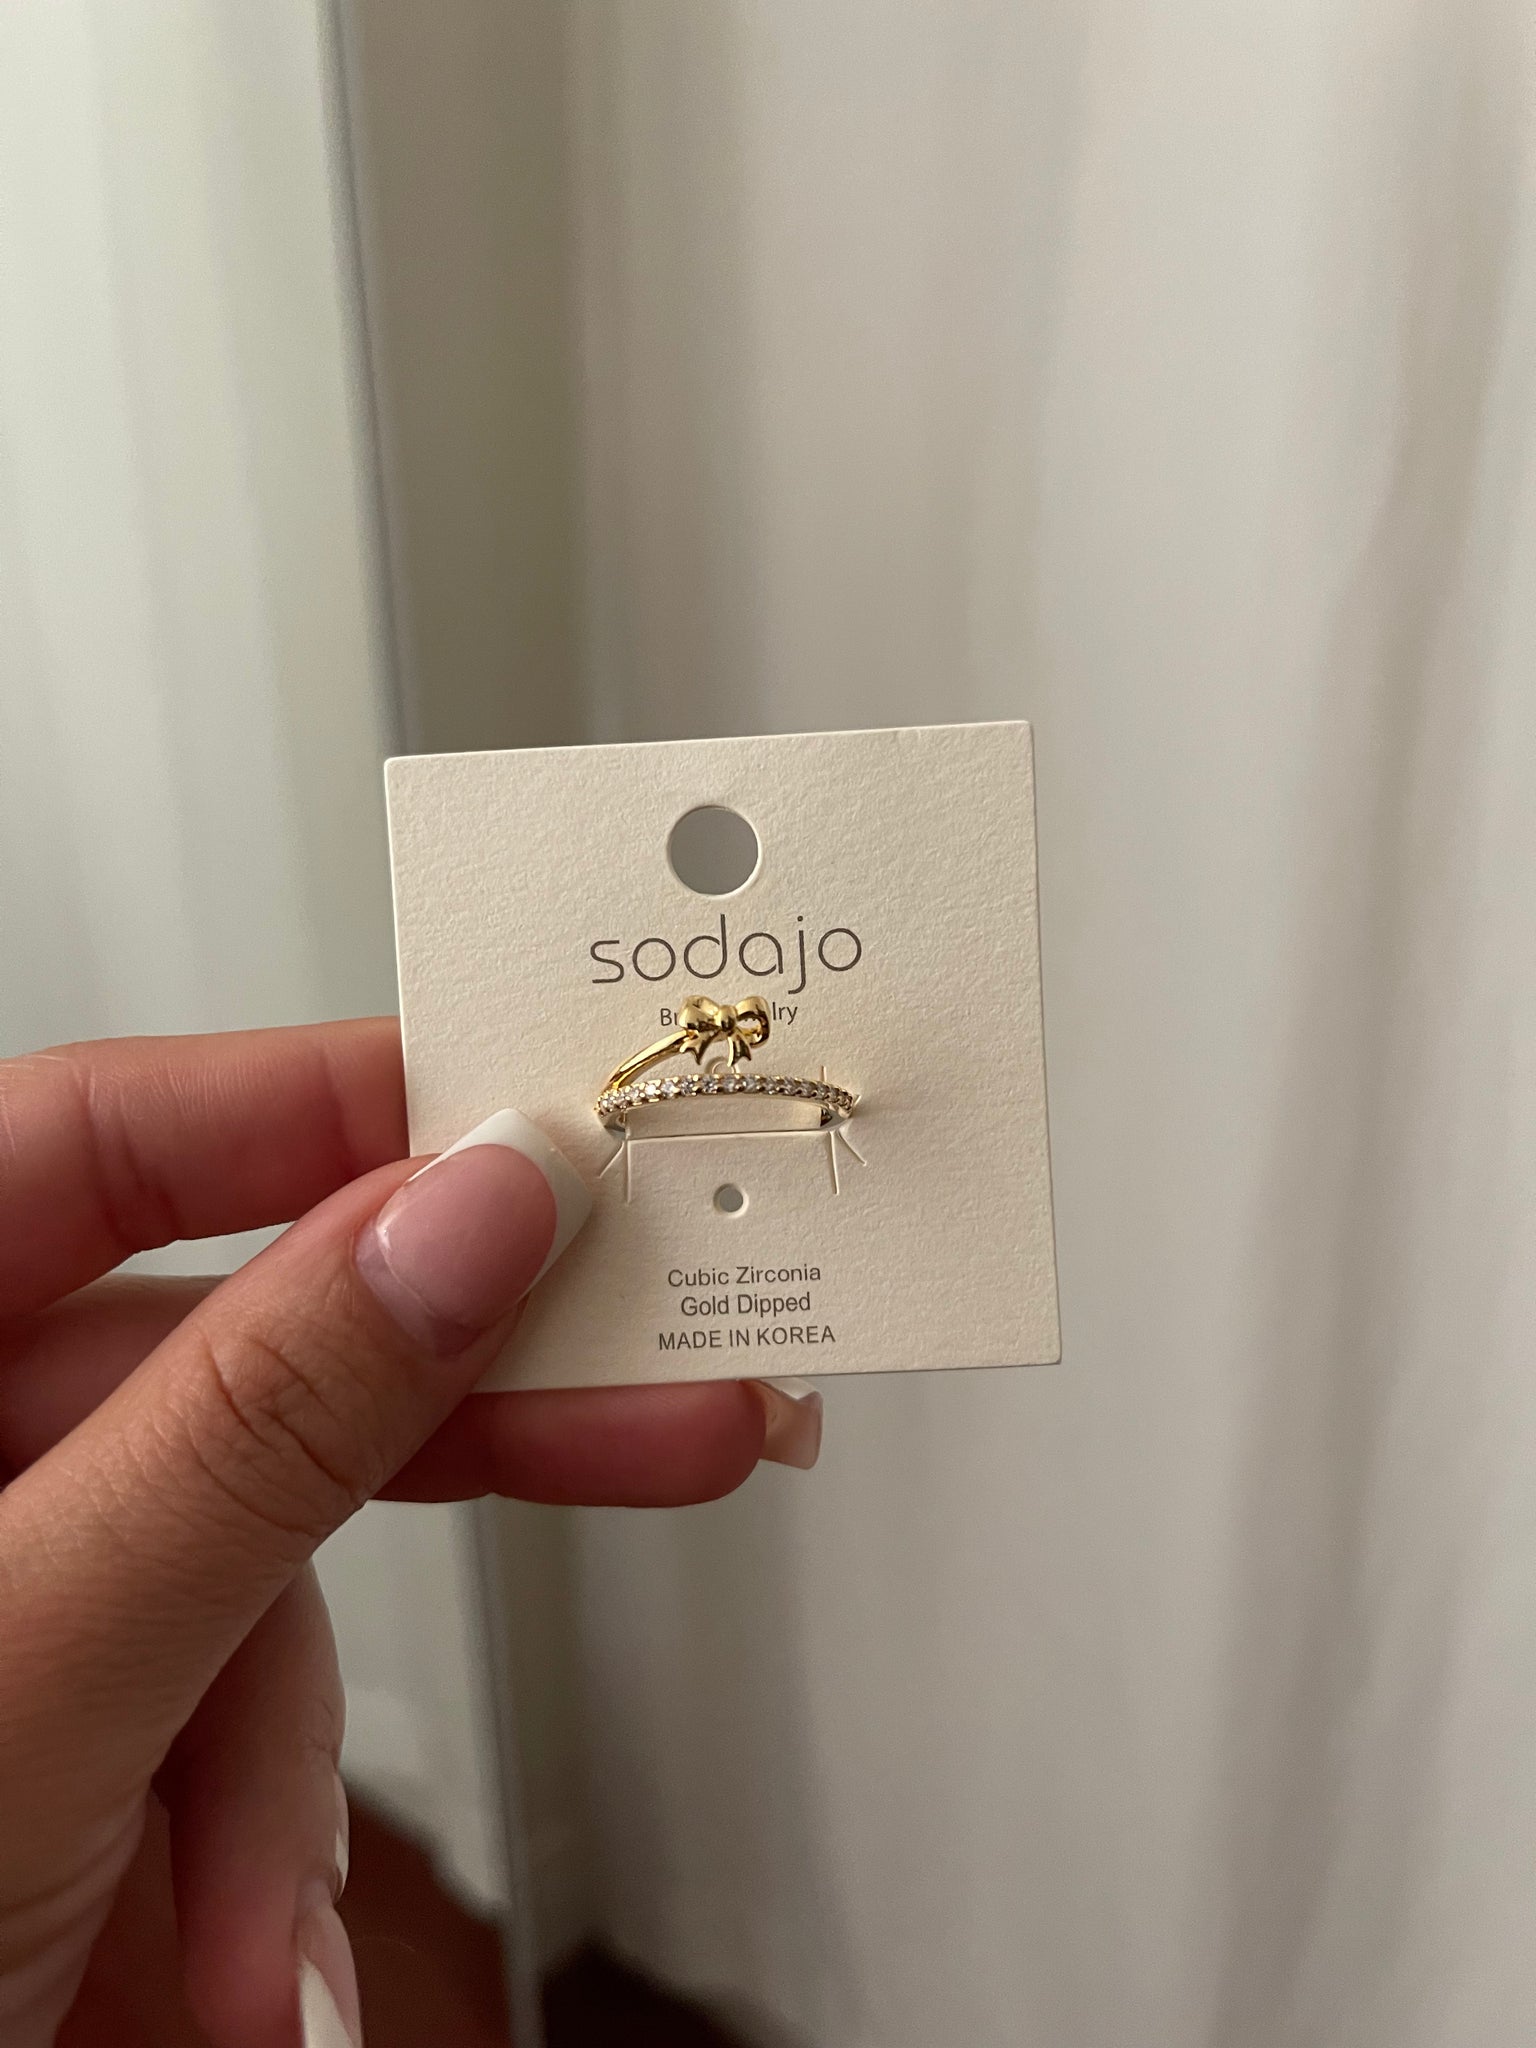 sodajo
Cubic Zirconia
Gold Dipped
MADE IN KOREA